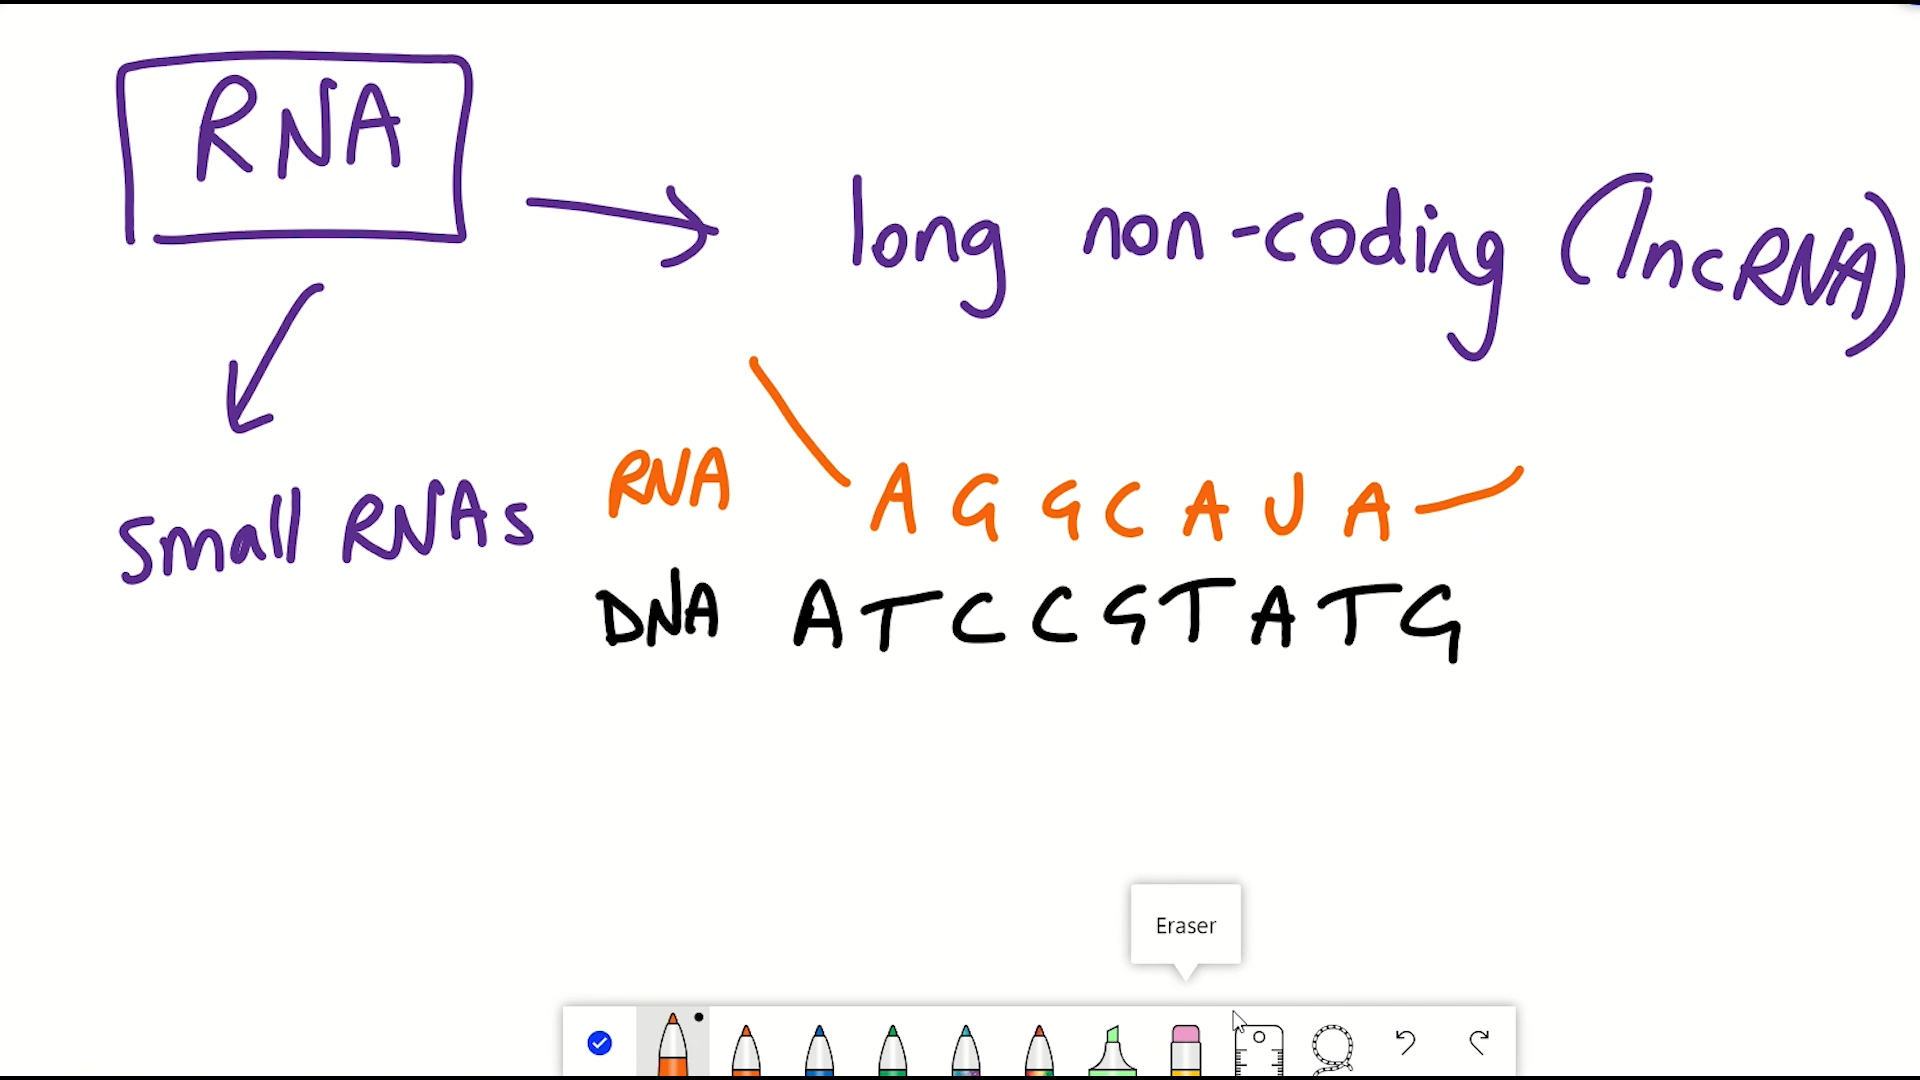 RNA
long non-coding (lncRNA)
small RNAs
RNA A G G C A U A
DNA A T C C G T A T G
Eraser